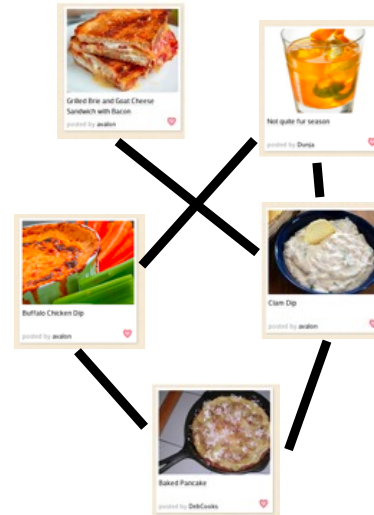 Grilled Brie and Goat Cheese
Sandwich with Bacon
posted by avalon
Not quite fur season
posted by Dunja
Buffalo Chicken Dip
posted by avalon
Clam Dip
posted by avalon
Baked Pancake
posted by DebCooks